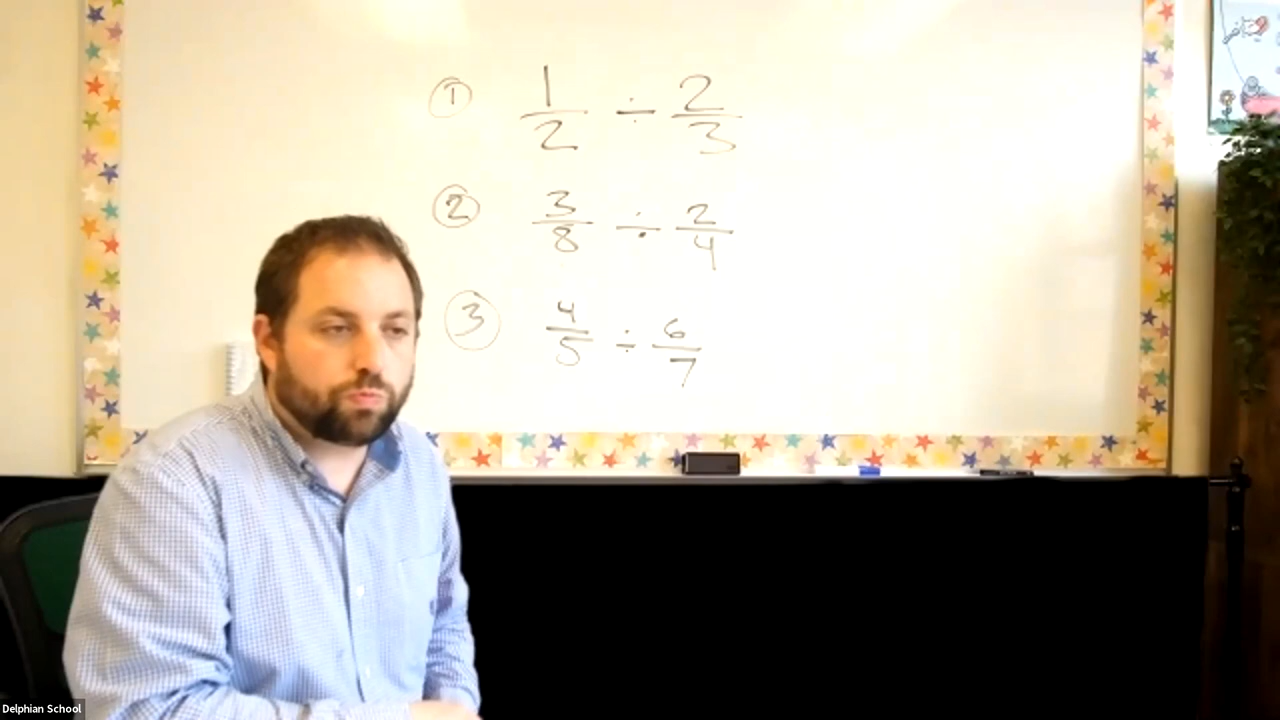 ① 1/2 ÷ 2/3
② 3/8 ÷ 2/4
③ 4/5 ÷ 6/7
Delphian School